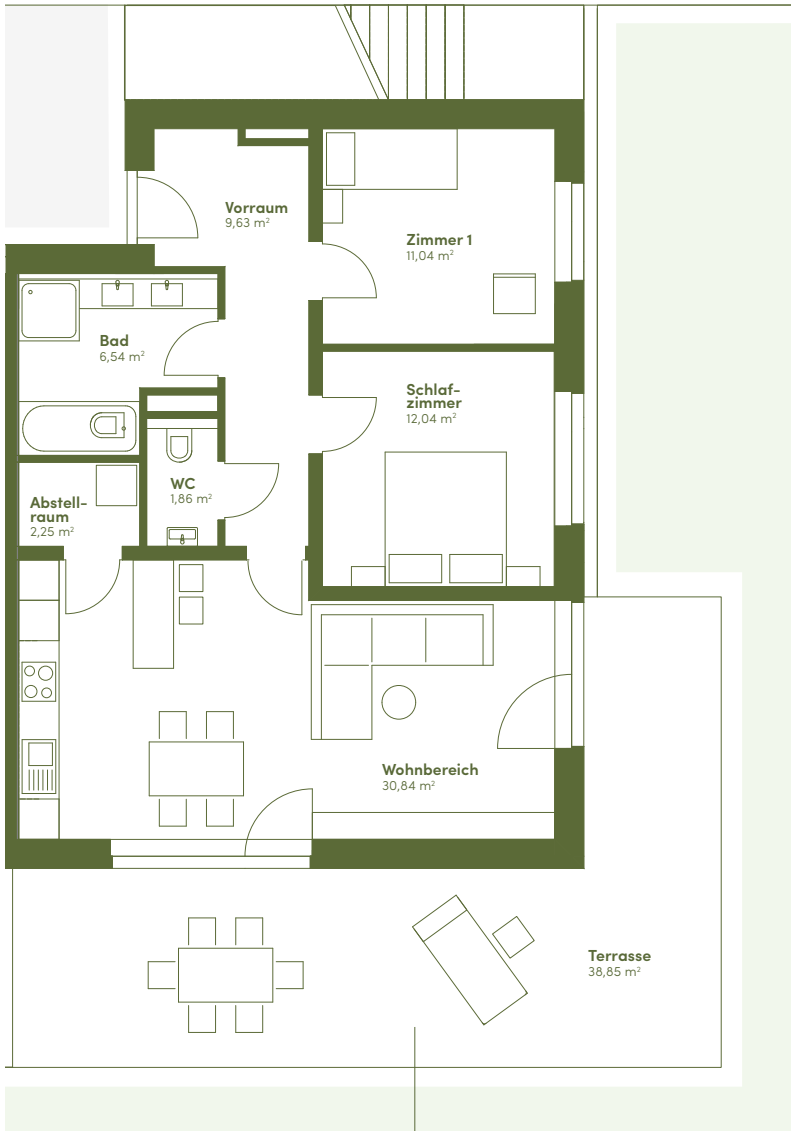 Vorraum
9,63 m²
Zimmer 1
11,04 m²
Bad
6,54 m²
Schlaf-
zimmer
12,04 m²
WC
1,86 m²
Abstell-
raum
2,25 m²
Wohnbereich
30,84 m²
Terrasse
38,85 m²